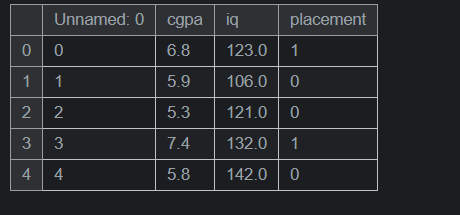 Unnamed: 0 cgpa iq placement
0 0 6.8 123.0 1
1 1 5.9 106.0 0
2 2 5.3 121.0 0
3 3 7.4 132.0 1
4 4 5.8 142.0 0